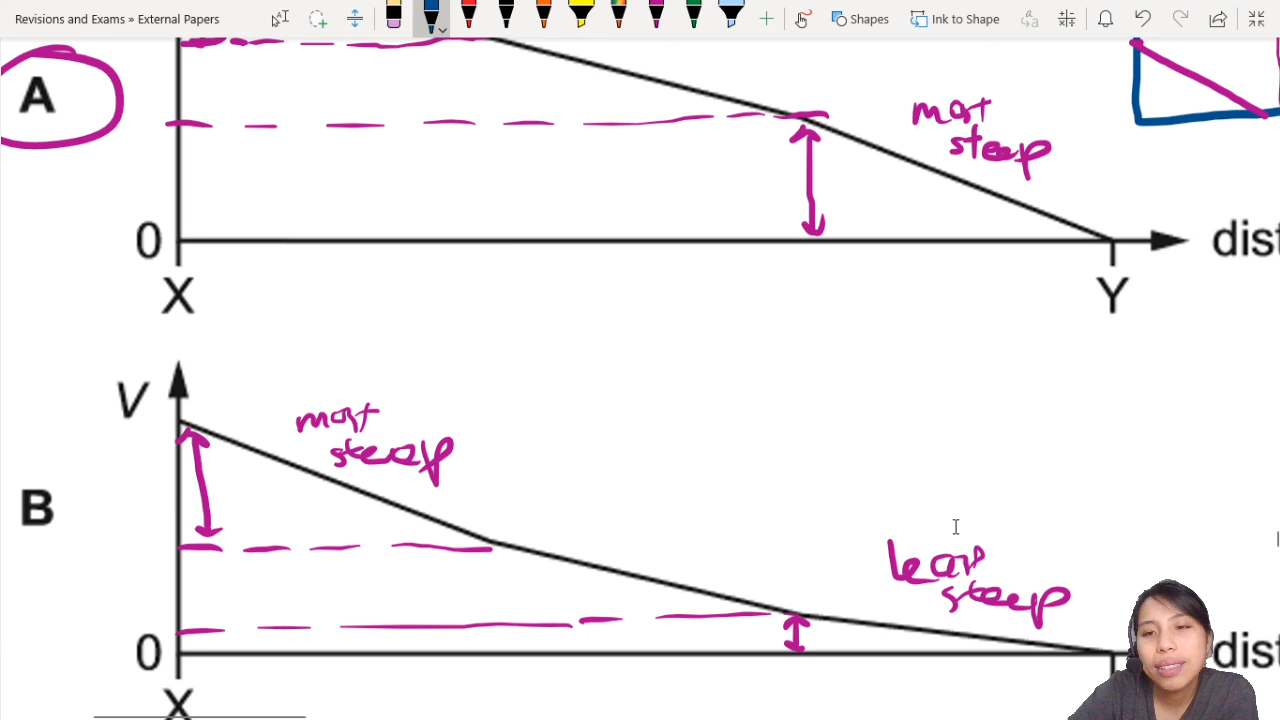 Revisions and Exams » External Papers
Shapes
Ink to Shape
A
most
steep
0
dist
X
Y
V
most
steep
B
least
steep
0
dist
X